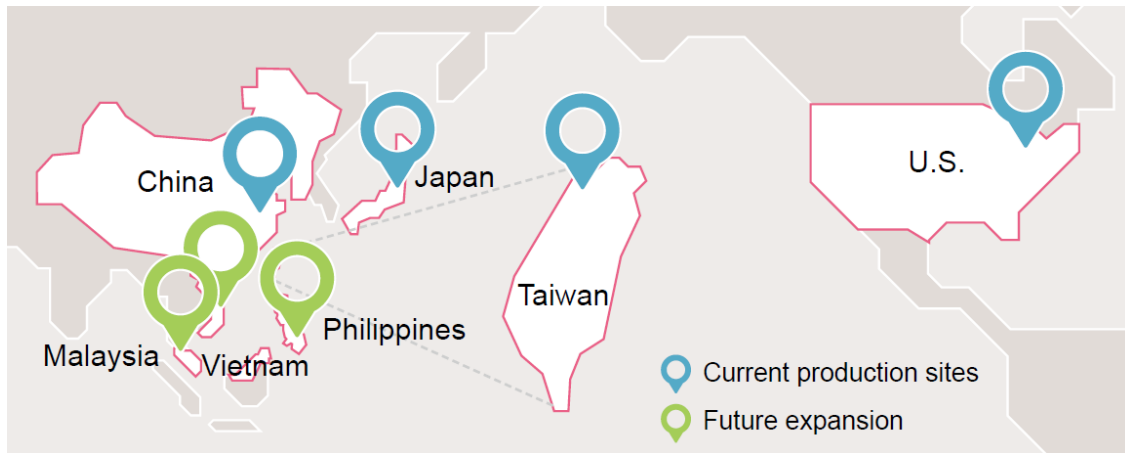 China
Japan
U.S.
Taiwan
Philippines
Malaysia
Vietnam
Current production sites
Future expansion